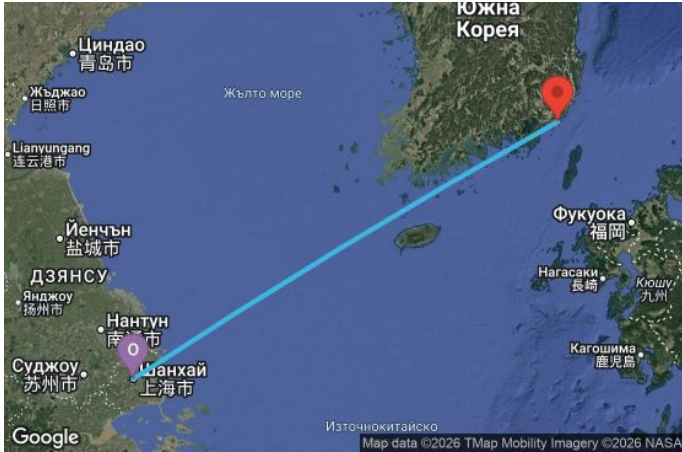 Южна
Корея
Циндао
青岛市
Жълто море
Жъджао
日照市
Lianyungang
连云港市
Фукуока
福岡
Йенчън
盐城市
ДЗЯНСУ
Нагасаки
長崎
Кюшу
九州
Янджоу
扬州市
Нантун
南通市
O
Суджоу
苏州市
Шанхай
上海市
Кагошима
鹿児島
Източнокитайско
Google
Map data ©2026 TMap Mobility Imagery ©2026 NASA